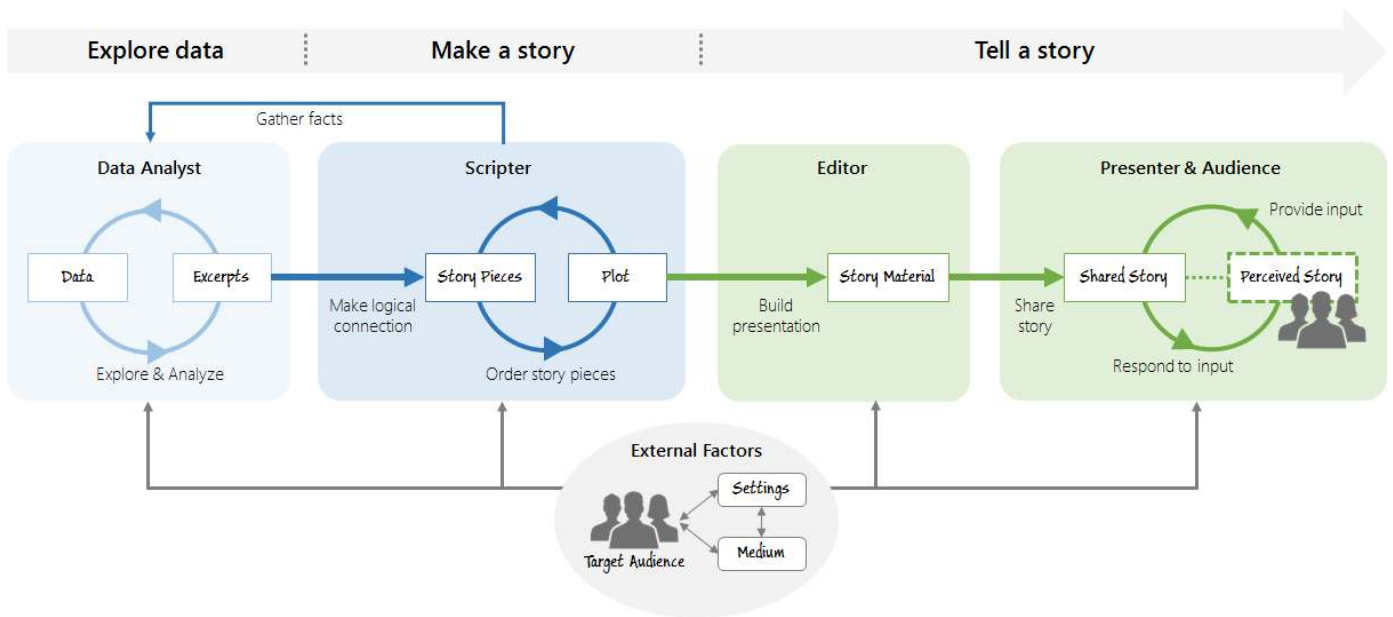 Explore data
Make a story
Tell a story
Gather facts
Data Analyst
Data
Excerpts
Explore & Analyze
Make logical
connection
Scripter
Story Pieces
Plot
Order story pieces
Build
presentation
Editor
Story Material
Share
story
Presenter & Audience
Provide input
Shared Story
Perceived Story
Respond to input
External Factors
Target Audience
Settings
Medium